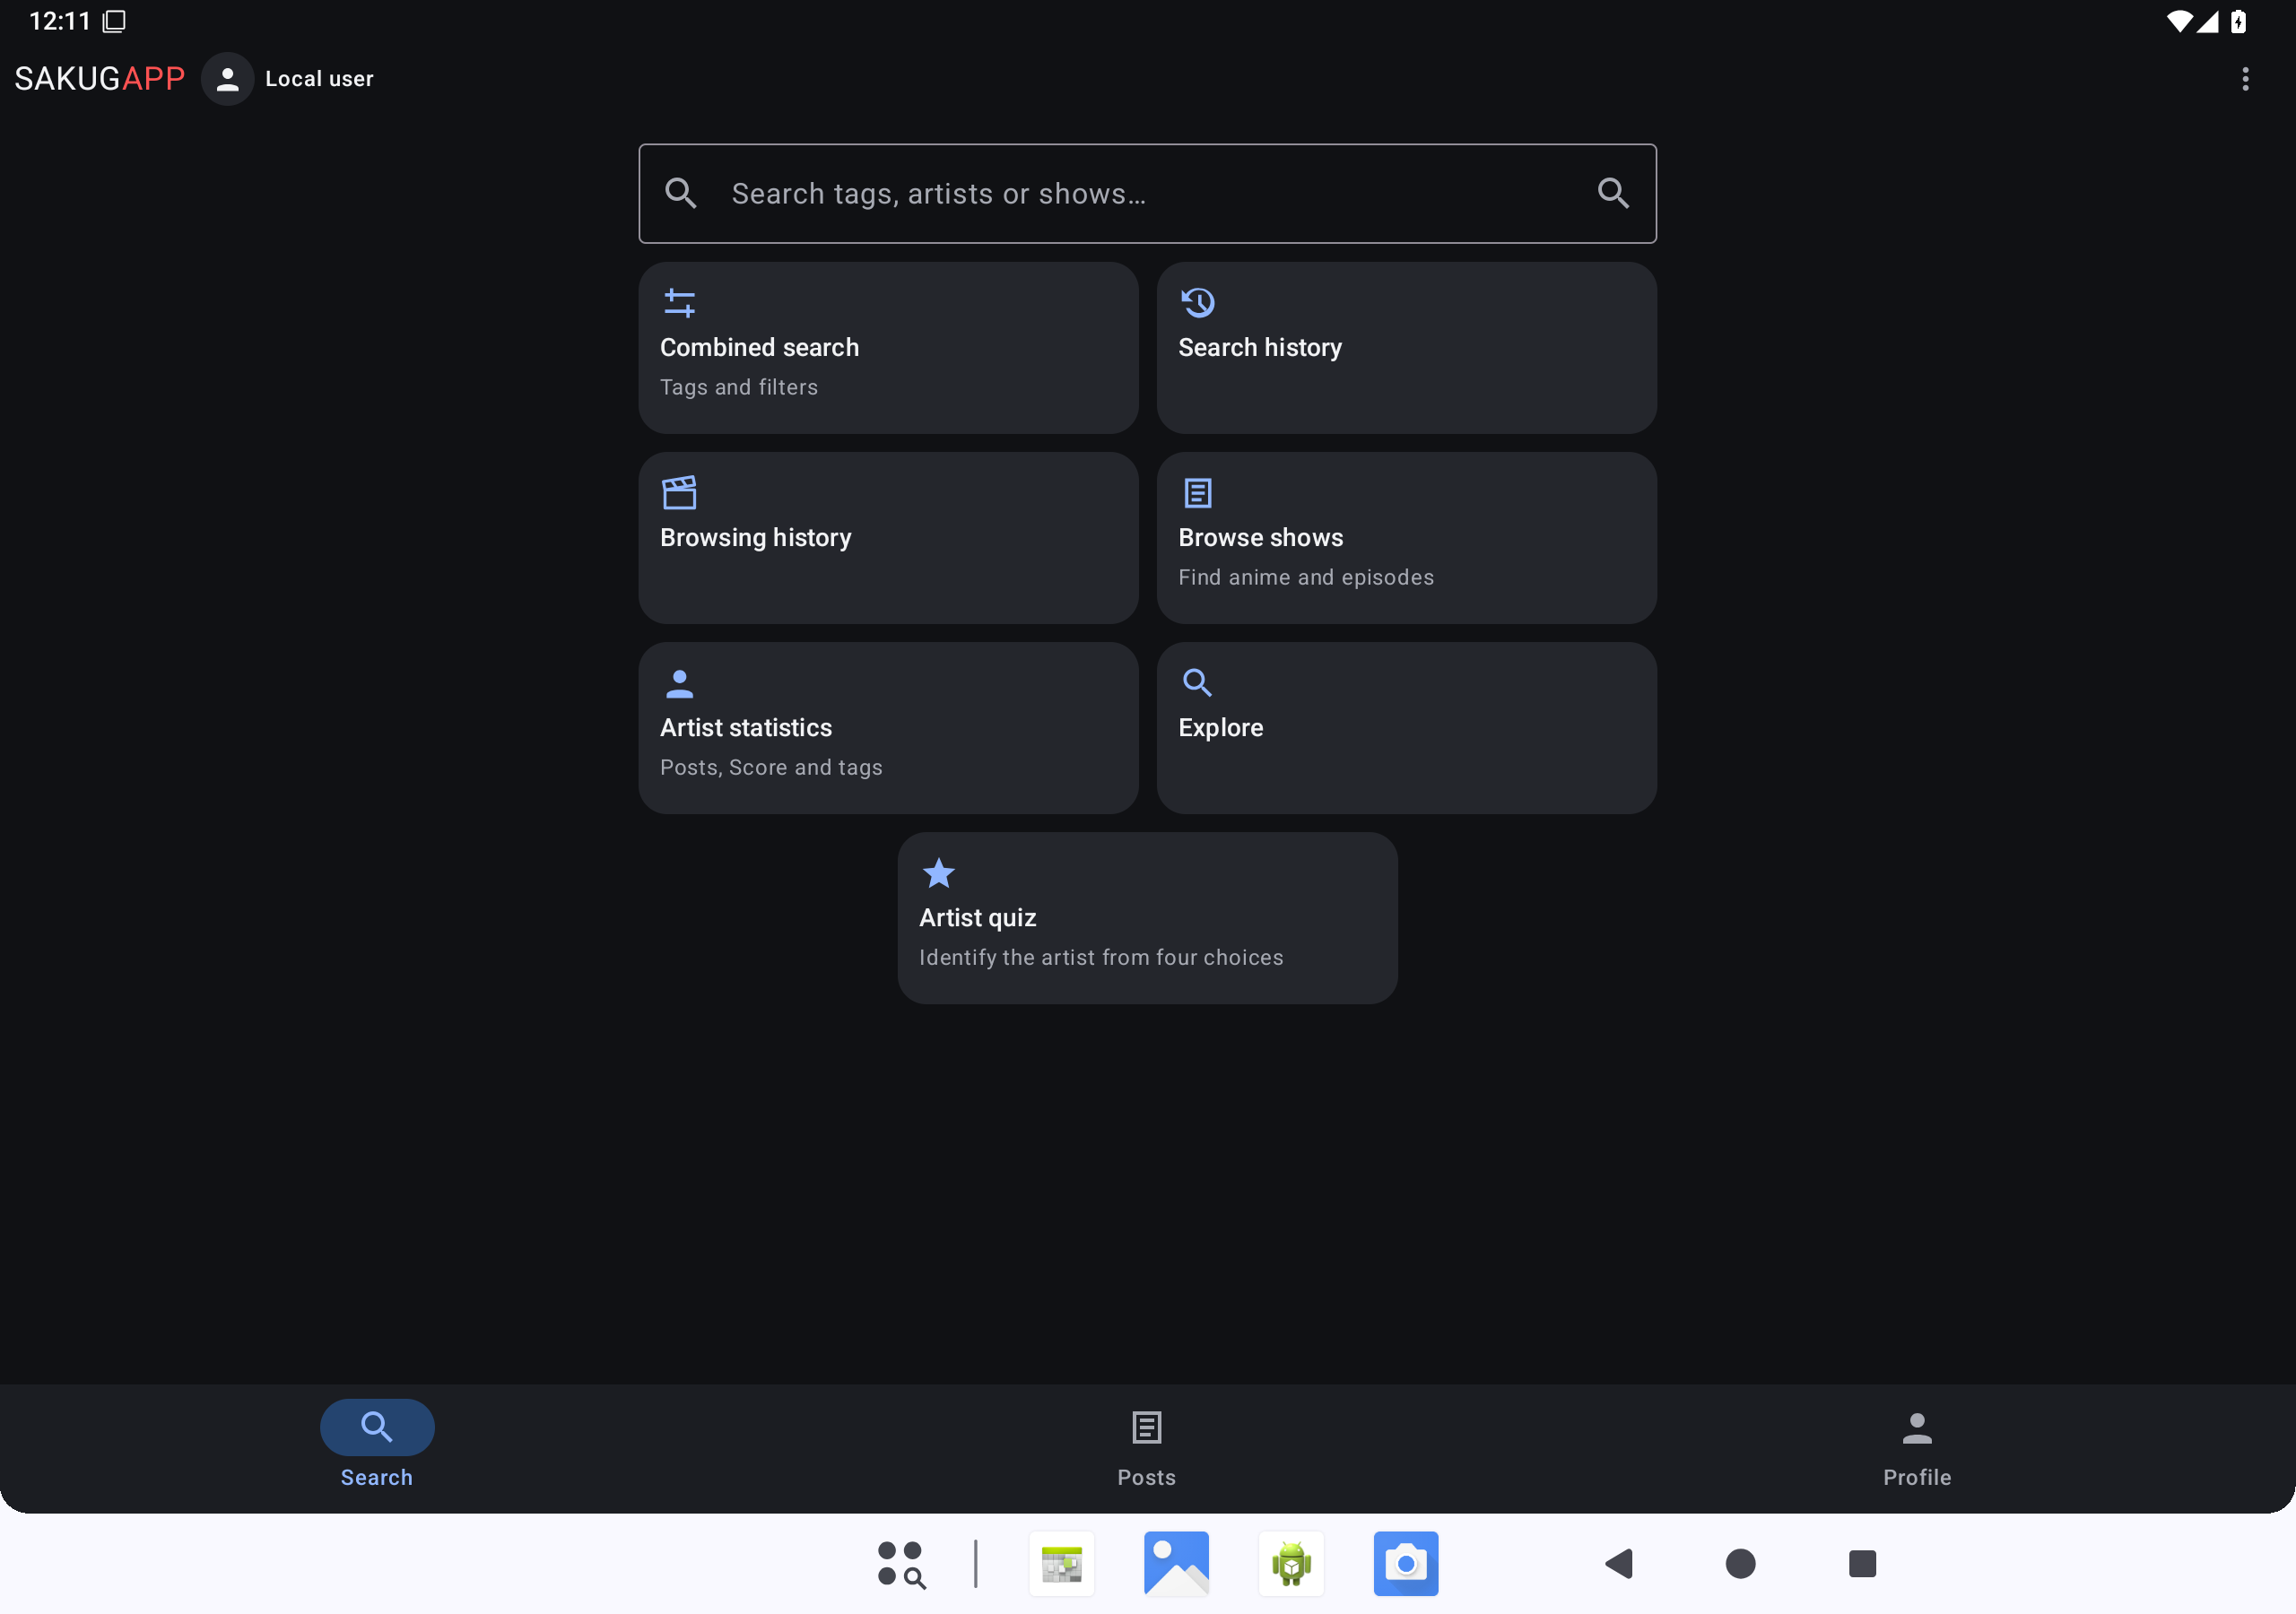 12:11
SAKUGAPP Local user
Search tags, artists or shows…
Combined search
Tags and filters
Search history
Browsing history
Browse shows
Find anime and episodes
Artist statistics
Posts, Score and tags
Explore
Artist quiz
Identify the artist from four choices
Search
Posts
Profile